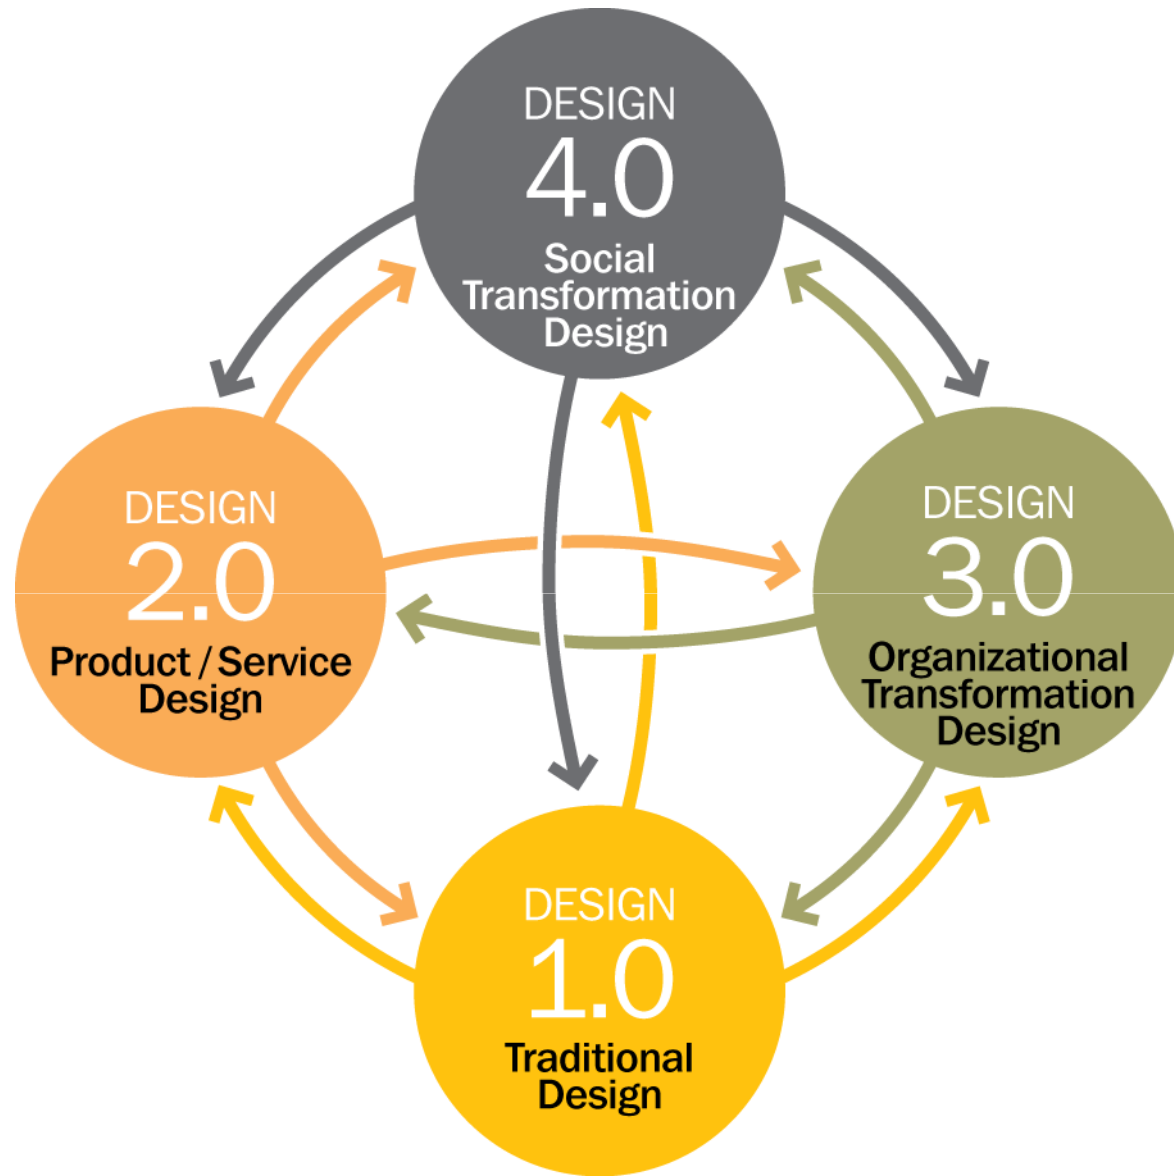 DESIGN
4.0
Social
Transformation
Design
DESIGN
2.0
Product / Service
Design
DESIGN
3.0
Organizational
Transformation
Design
DESIGN
1.0
Traditional
Design